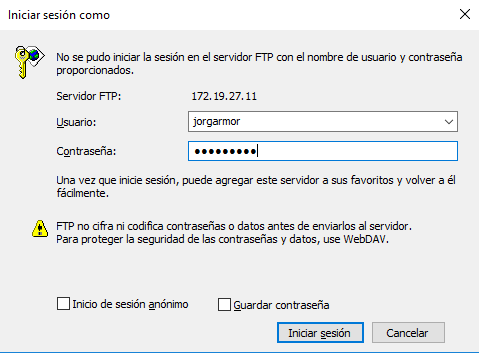 Iniciar sesión como
No se pudo iniciar la sesión en el servidor FTP con el nombre de usuario y contraseña
proporcionados.
Servidor FTP: 172.19.27.11
Usuario: jorgarmor
Contraseña: ●●●●●●●●●
Una vez que inicie sesión, puede agregar este servidor a sus favoritos y volver a él
fácilmente.
FTP no cifra ni codifica contraseñas o datos antes de enviarlos al servidor.
Para proteger la seguridad de las contraseñas y datos, use WebDAV.
Inicio de sesión anónimo Guardar contraseña
Iniciar sesión Cancelar